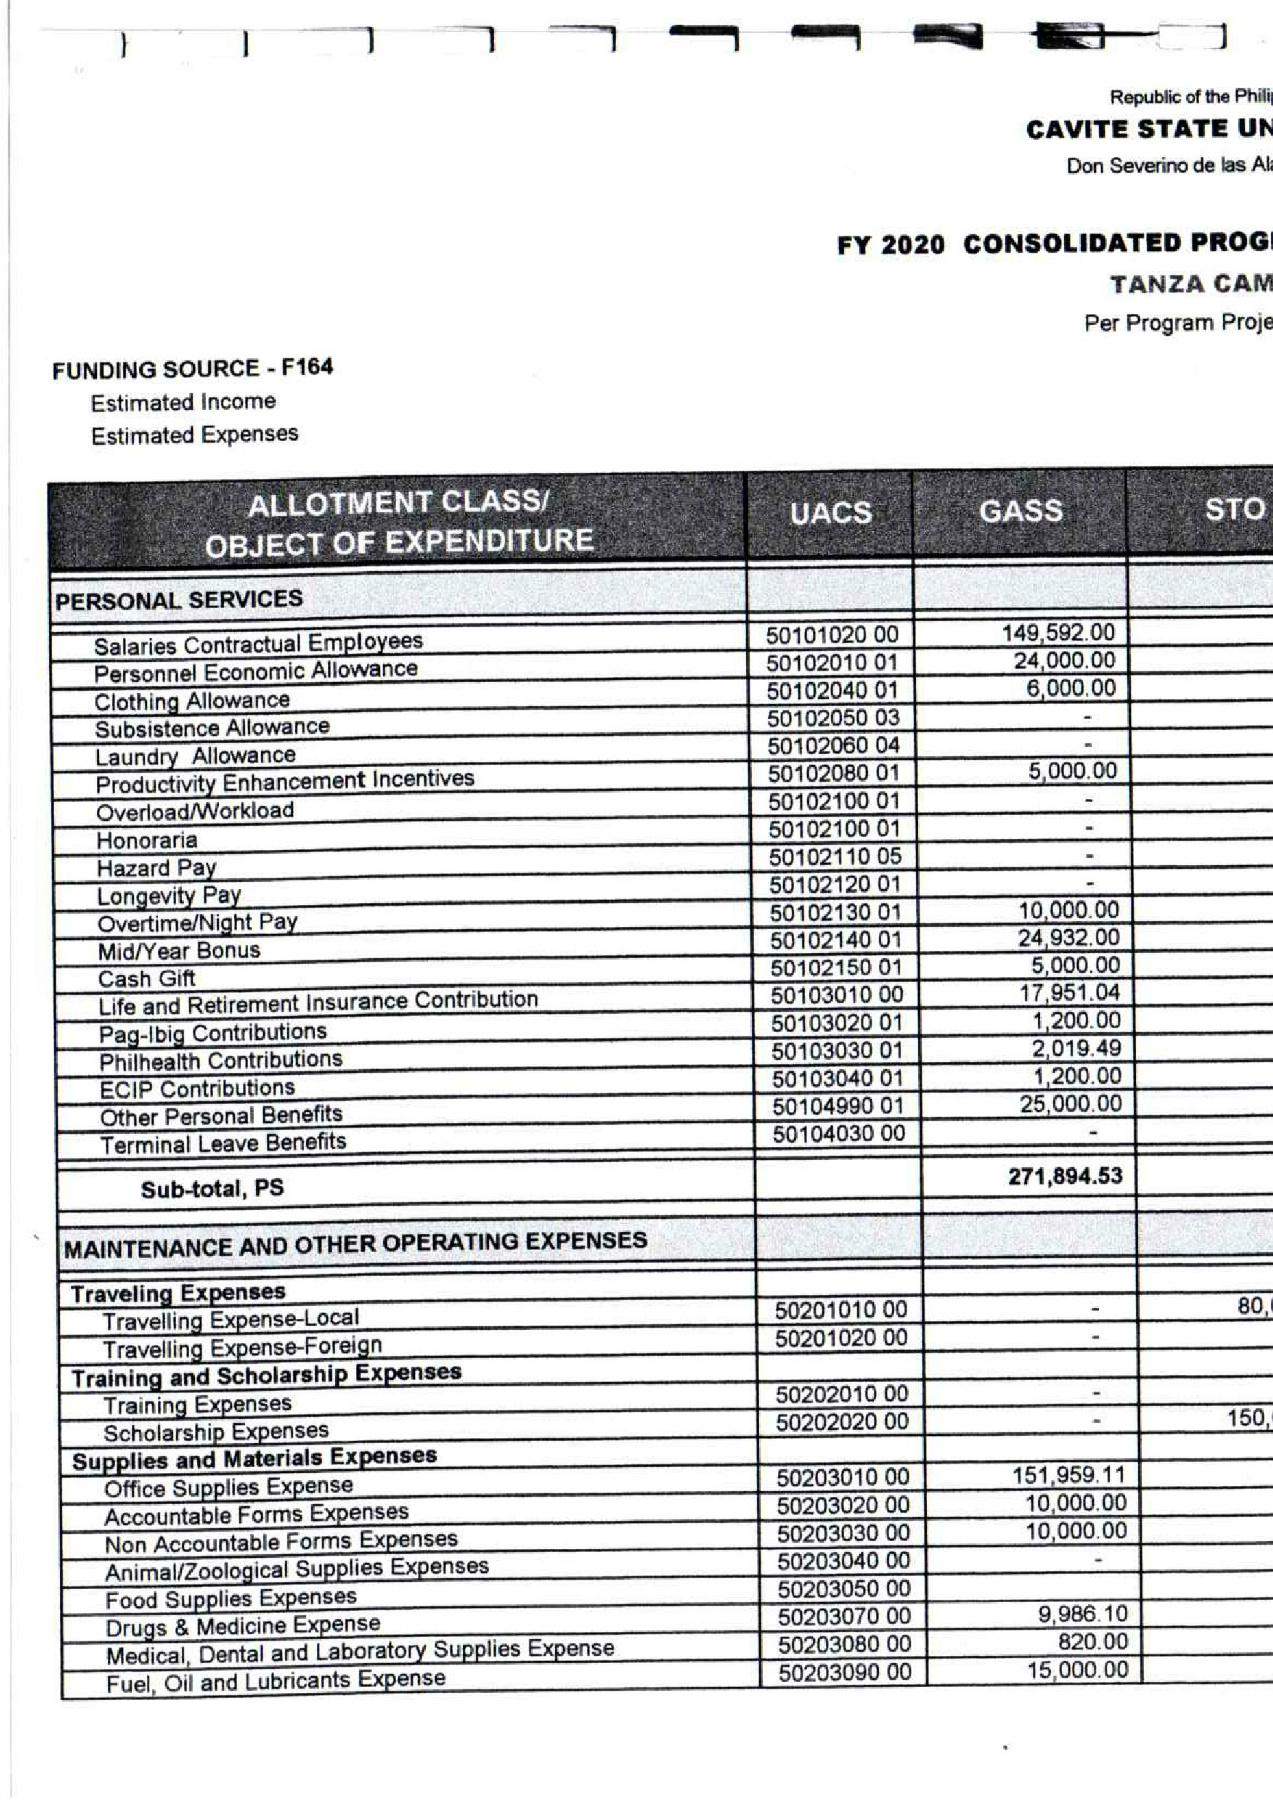 Republic of the Phili
CAVITE STATE UN
Don Severino de las Ala
FY 2020 CONSOLIDATED PROG
TANZA CAM
Per Program Proje
FUNDING SOURCE - F164
Estimated Income
Estimated Expenses
ALLOTMENT CLASS/ OBJECT OF EXPENDITURE UACS GASS STO
PERSONAL SERVICES
Salaries Contractual Employees 50101020 00 149,592.00
Personnel Economic Allowance 50102010 01 24,000.00
Clothing Allowance 50102040 01 6,000.00
Subsistence Allowance 50102050 03 -
Laundry Allowance 50102060 04 -
Productivity Enhancement Incentives 50102080 01 5,000.00
Overload/Workload 50102100 01 -
Honoraria 50102100 01 -
Hazard Pay 50102110 05 -
Longevity Pay 50102120 01 -
Overtime/Night Pay 50102130 01 10,000.00
Mid/Year Bonus 50102140 01 24,932.00
Cash Gift 50102150 01 5,000.00
Life and Retirement Insurance Contribution 50103010 00 17,951.04
Pag-Ibig Contributions 50103020 01 1,200.00
Philhealth Contributions 50103030 01 2,019.49
ECIP Contributions 50103040 01 1,200.00
Other Personal Benefits 50104990 01 25,000.00
Terminal Leave Benefits 50104030 00 -
Sub-total, PS 271,894.53
MAINTENANCE AND OTHER OPERATING EXPENSES
Traveling Expenses
Travelling Expense-Local 50201010 00 - 80,
Travelling Expense-Foreign 50201020 00 -
Training and Scholarship Expenses
Training Expenses 50202010 00 -
Scholarship Expenses 50202020 00 - 150,
Supplies and Materials Expenses
Office Supplies Expense 50203010 00 151,959.11
Accountable Forms Expenses 50203020 00 10,000.00
Non Accountable Forms Expenses 50203030 00 10,000.00
Animal/Zoological Supplies Expenses 50203040 00 -
Food Supplies Expenses 50203050 00
Drugs & Medicine Expense 50203070 00 9,986.10
Medical, Dental and Laboratory Supplies Expense 50203080 00 820.00
Fuel, Oil and Lubricants Expense 50203090 00 15,000.00